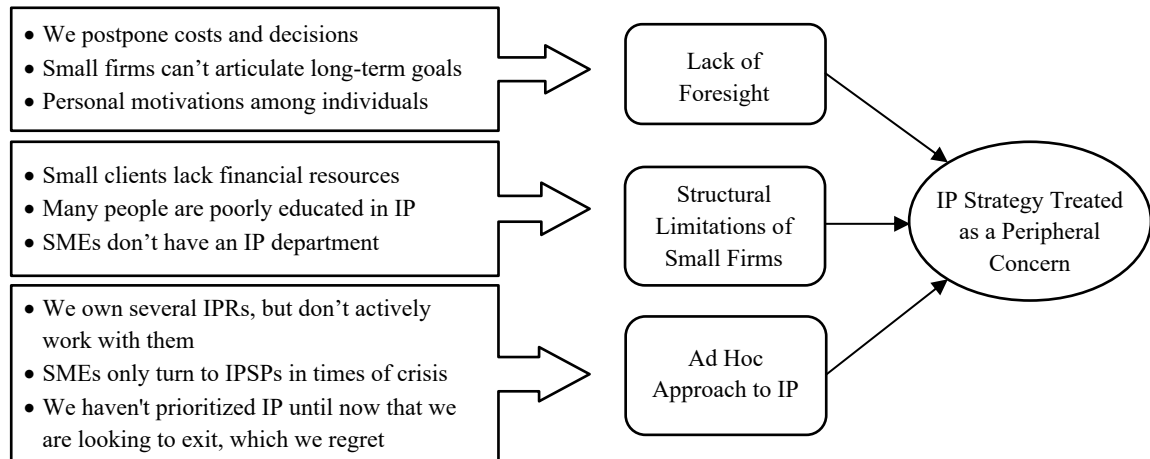 • We postpone costs and decisions
• Small firms can’t articulate long-term goals
• Personal motivations among individuals
Lack of
Foresight
• Small clients lack financial resources
• Many people are poorly educated in IP
• SMEs don’t have an IP department
Structural
Limitations of
Small Firms
IP Strategy Treated
as a Peripheral
Concern
• We own several IPRs, but don’t actively
work with them
• SMEs only turn to IPSPs in times of crisis
• We haven't prioritized IP until now that we
are looking to exit, which we regret
Ad Hoc
Approach to IP